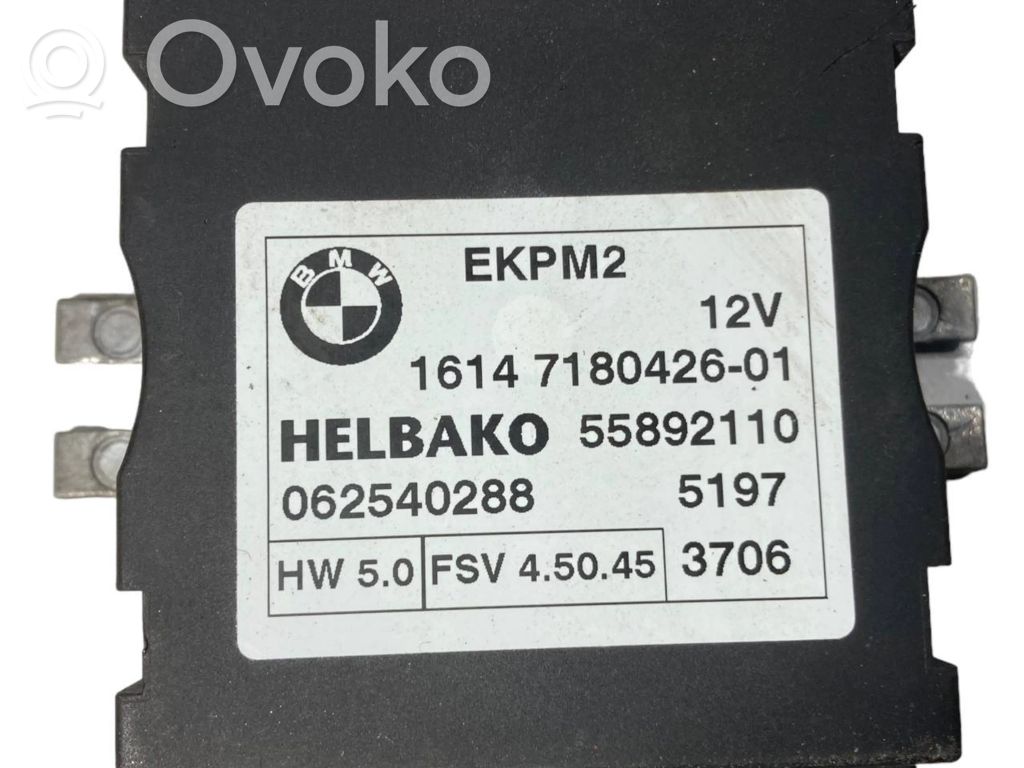 Ovoko
BMW
EKPM2
12V
1614 7180426-01
HELBAKO 55892110
062540288 5197
HW 5.0 FSV 4.50.45 3706